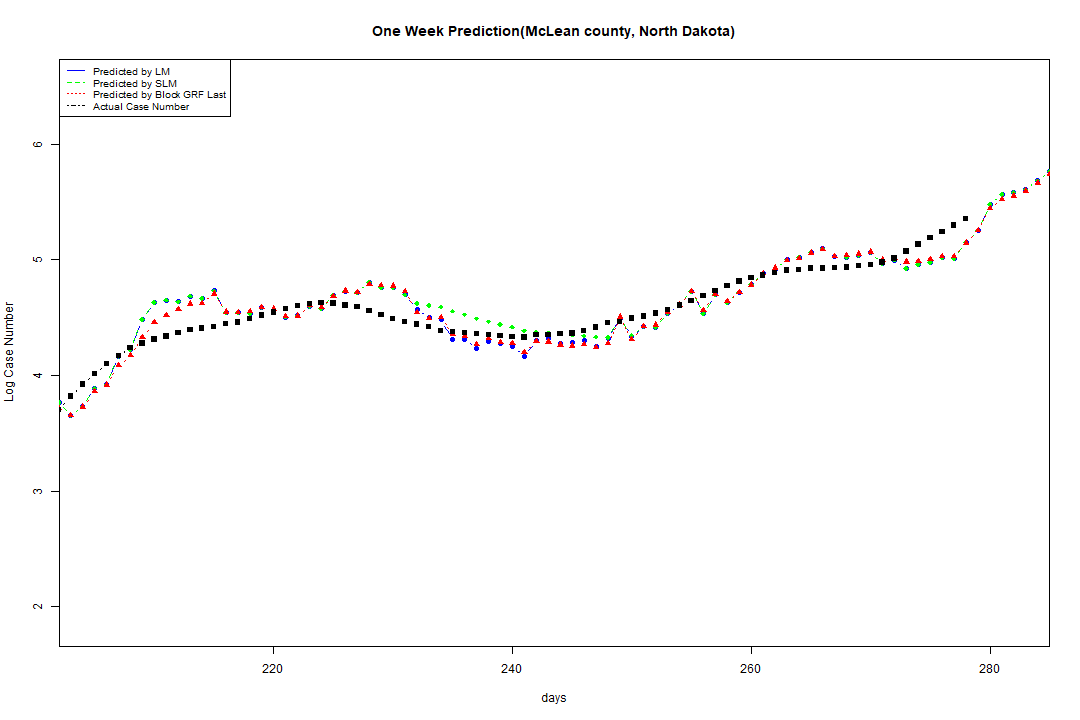 One Week Prediction(McLean county, North Dakota)
Predicted by LM
Predicted by SLM
Predicted by Block GRF Last
Actual Case Number
6
5
4
3
2
Log Case Number
220 240 260 280
days